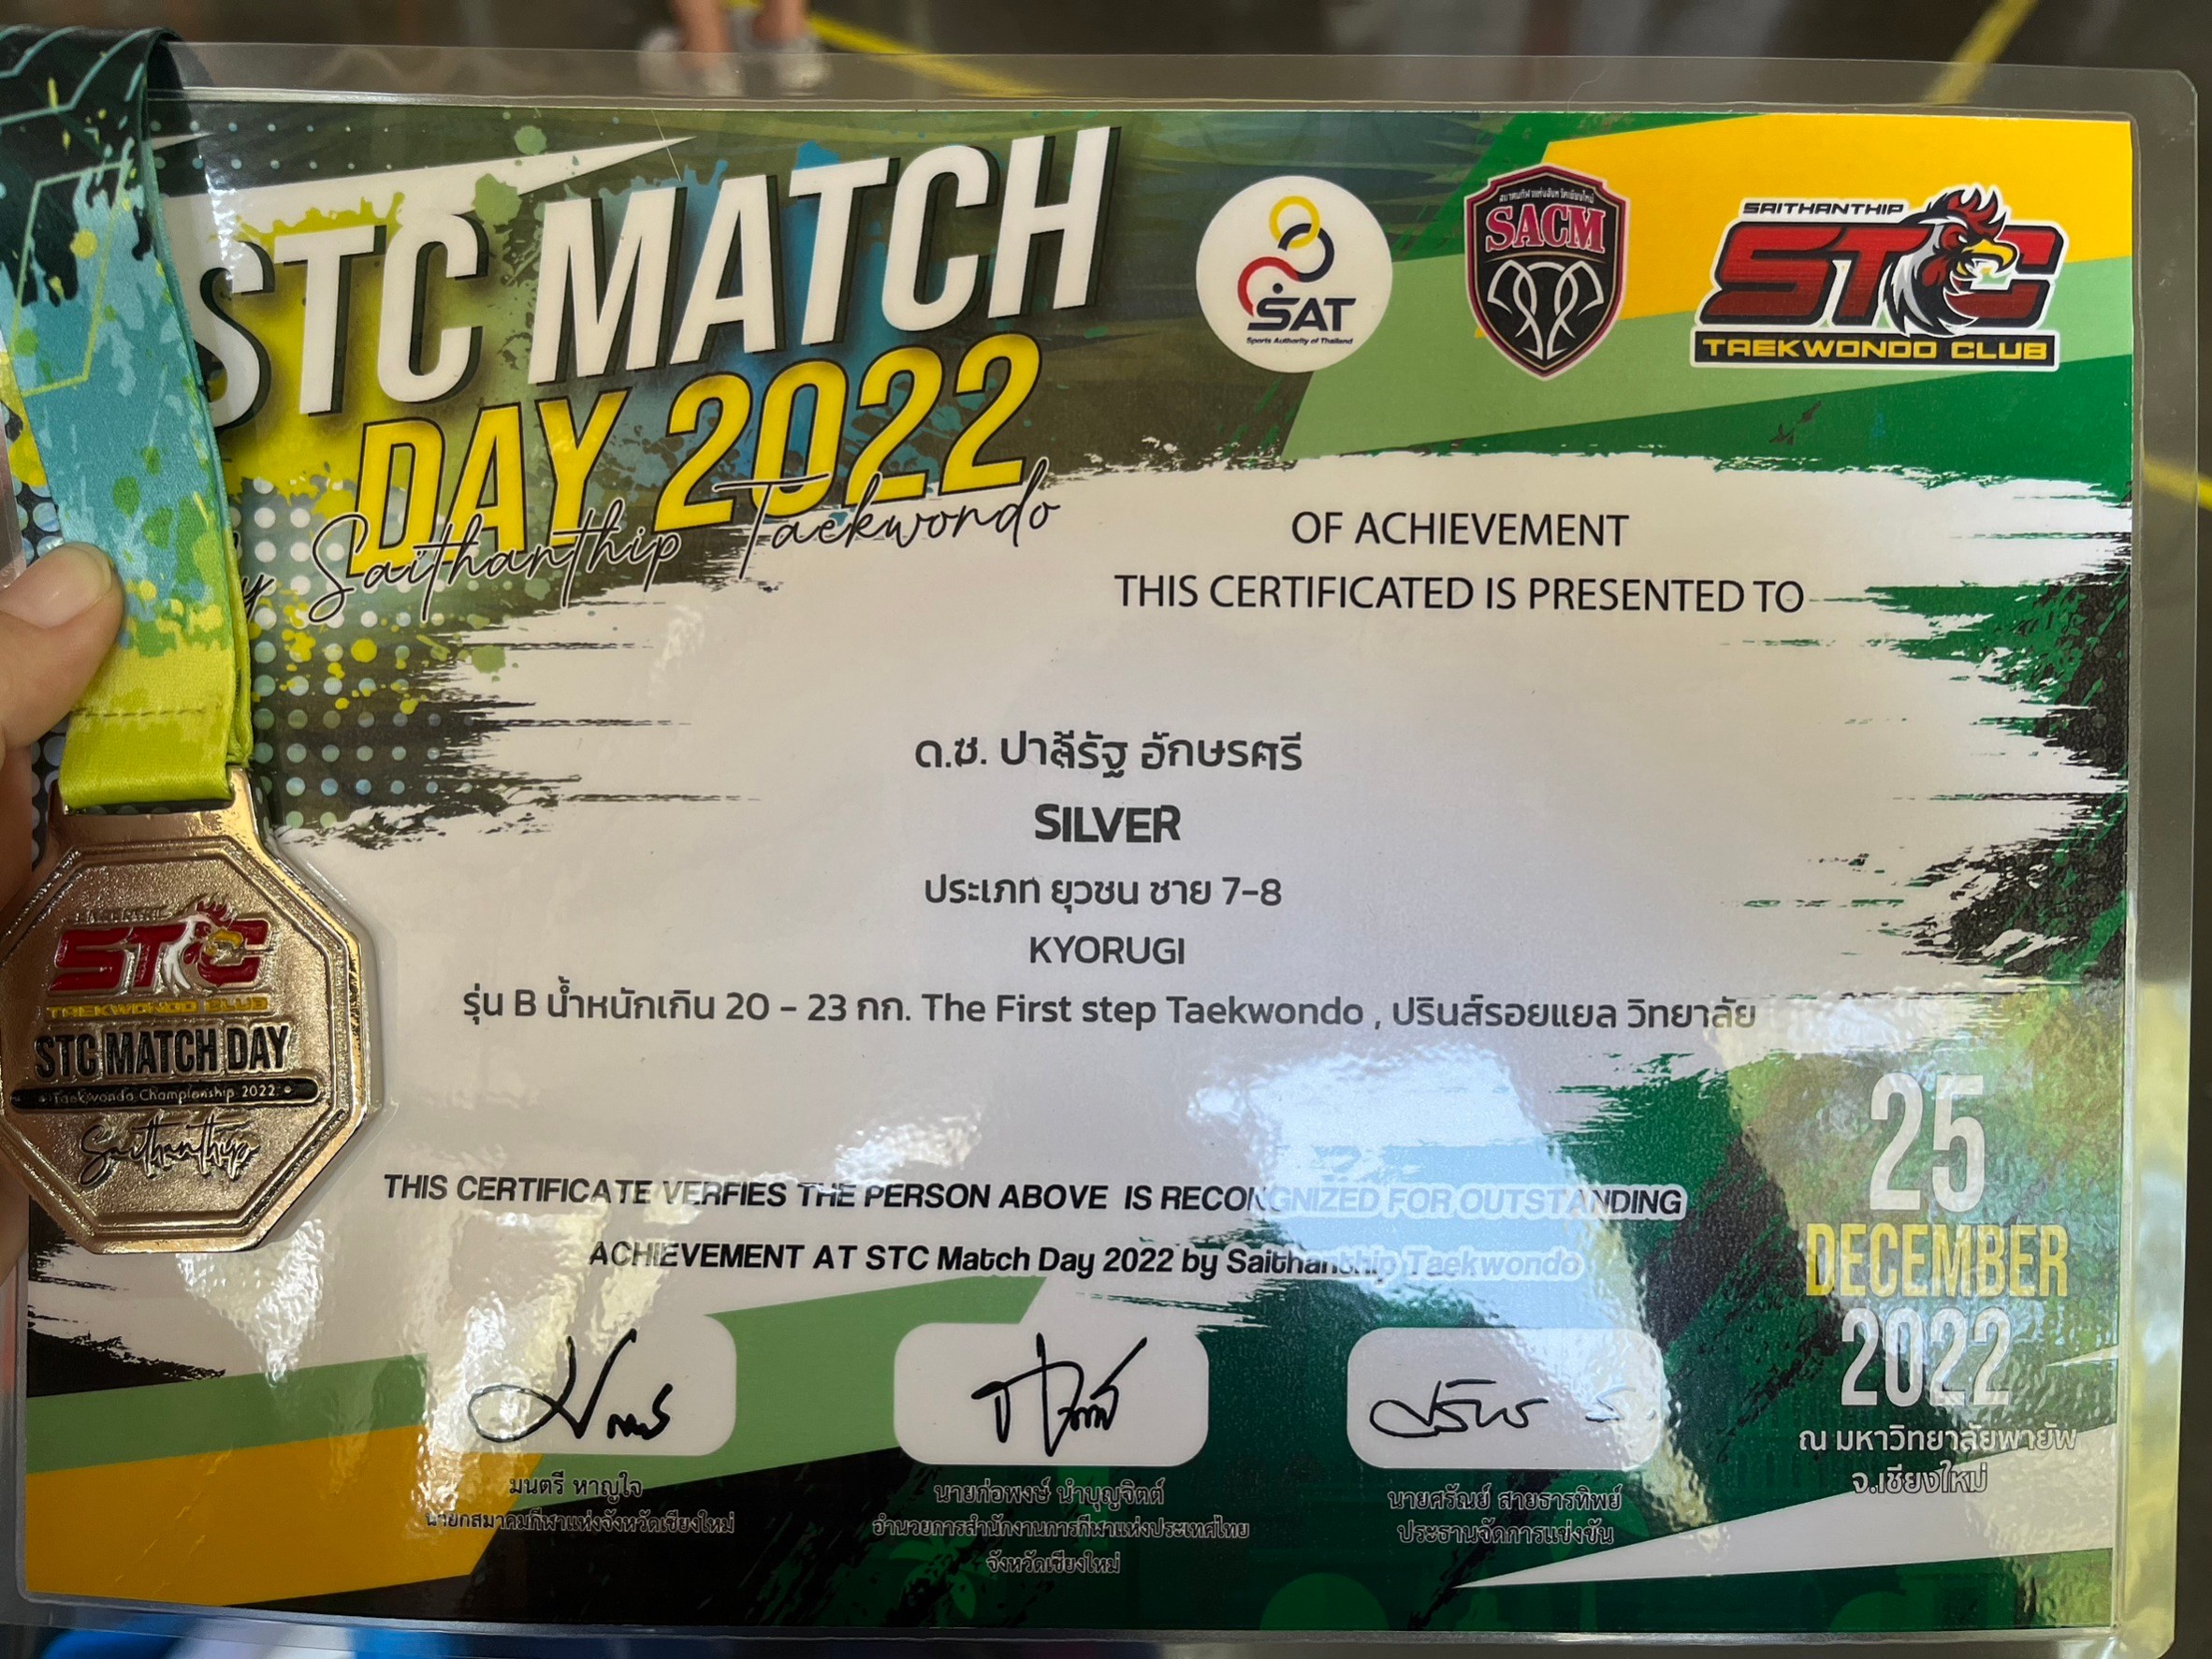 STC MATCH
DAY 2022
Saithanthip Taekwondo
SAT
Sports Authority of Thailand
SACM
SAITHANTHIP
STC
TAEKWONDO CLUB
OF ACHIEVEMENT
THIS CERTIFICATED IS PRESENTED TO
ด.ช. ปาลีรัฐ อักษรศรี
SILVER
ประเภท ยุวชน ชาย 7-8
KYORUGI
รุ่น B น้ำหนักเกิน 20 - 23 กก. The First step Taekwondo , ปรินส์รอยแยล วิทยาลัย
STC
TAEKWONDO CLUB
STC MATCH DAY
Taekwondo Championship 2022
Saithanthip
THIS CERTIFICATE VERFIES THE PERSON ABOVE IS RECONGNIZED FOR OUTSTANDING
ACHIEVEMENT AT STC Match Day 2022 by Saithanthip Taekwondo
25
DECEMBER
2022
ณ มหาวิทยาลัยพายัพ
จ.เชียงใหม่
มนตรี หาญใจ
นายกสมาคมกีฬาแห่งจังหวัดเชียงใหม่
นายก่อพงษ์ นำบุญจิตต์
อำนวยการสำนักงานการกีฬาแห่งประเทศไทย
จังหวัดเชียงใหม่
นายศรัณย์ สายธารทิพย์
ประธานจัดการแข่งขัน